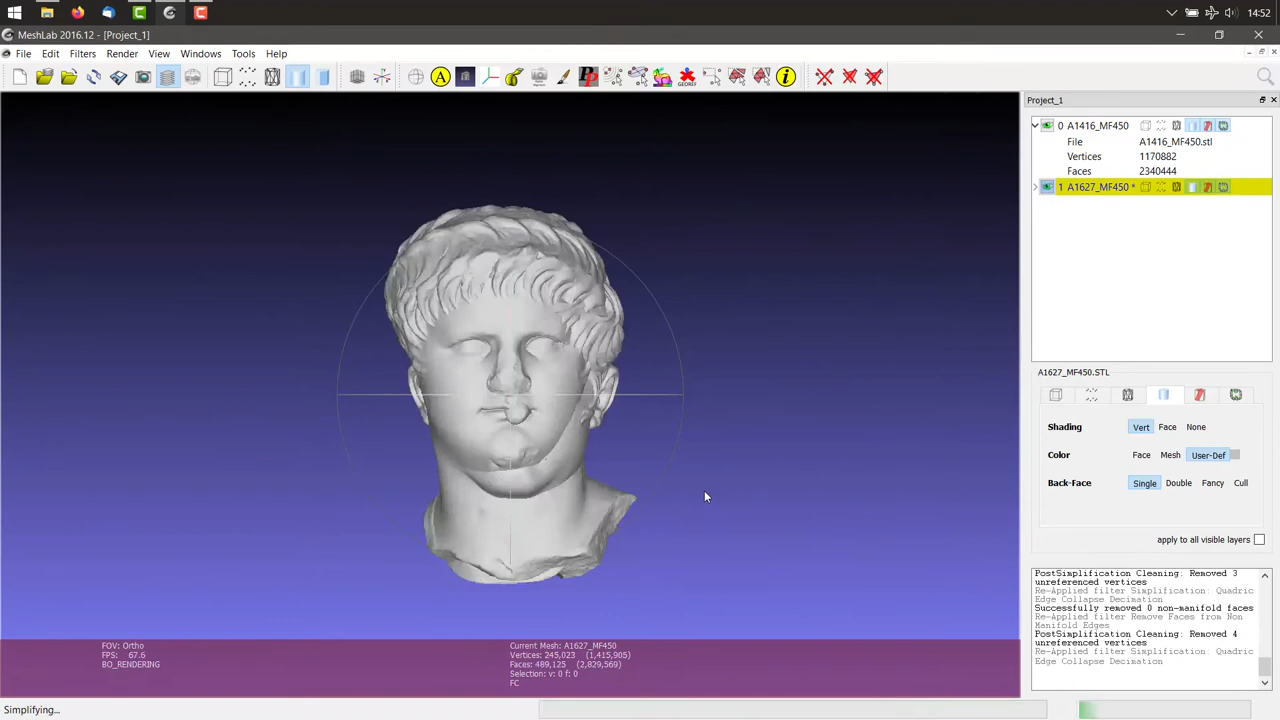 14:52
MeshLab 2016.12 - [Project_1]
File Edit Filters Render View Windows Tools Help
A
Pp
GEOREF
i
Project_1
0 A1416_MF450
File A1416_MF450.stl
Vertices 1170882
Faces 2340444
1 A1627_MF450 *
A1627_MF450.STL
Shading Vert Face None
Color Face Mesh User-Def
Back-Face Single Double Fancy Cull
apply to all visible layers
PostSimplification Cleaning: Removed 3
unreferenced vertices
Re-Applied filter Simplification: Quadric
Edge Collapse Decimation
Successfully removed 0 non-manifold faces
Re-Applied filter Remove Faces from Non
Manifold Edges
PostSimplification Cleaning: Removed 4
unreferenced vertices
Re-Applied filter Simplification: Quadric
Edge Collapse Decimation
FOV: Ortho
FPS: 67.6
BO_RENDERING
Current Mesh: A1627_MF450
Vertices: 245,023 (1,415,905)
Faces: 489,125 (2,829,569)
Selection: v: 0 f: 0
FC
Simplifying...